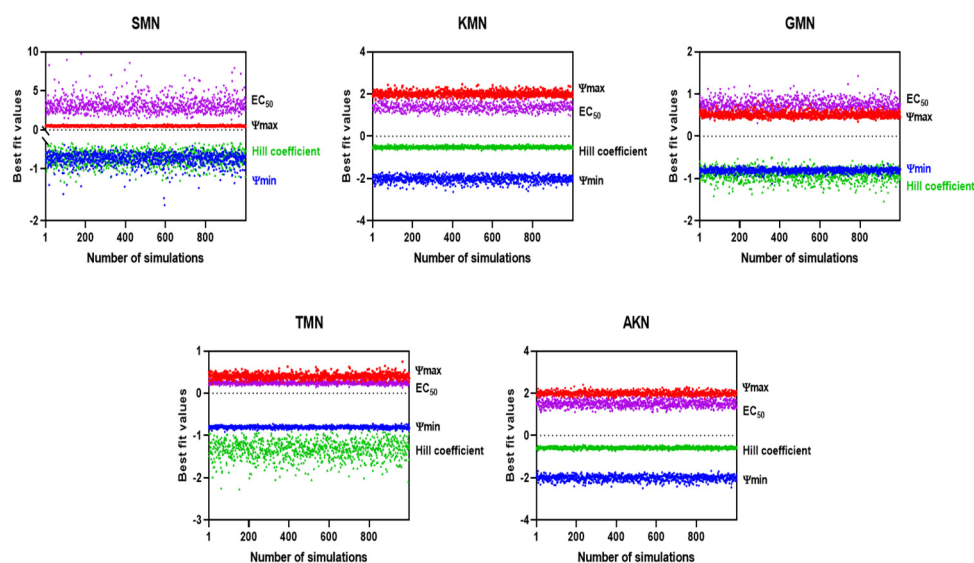 SMN
Best fit values
10
5
0
-1
-2
1
200
400
600
800
Number of simulations
EC50
Ψmax
Hill coefficient
Ψmin
KMN
Best fit values
4
2
0
-2
-4
1
200
400
600
800
Number of simulations
Ψmax
EC50
Hill coefficient
Ψmin
GMN
Best fit values
2
1
0
-1
-2
1
200
400
600
800
Number of simulations
EC50
Ψmax
Ψmin
Hill coefficient
TMN
Best fit values
1
0
-1
-2
-3
1
200
400
600
800
Number of simulations
Ψmax
EC50
Ψmin
Hill coefficient
AKN
Best fit values
4
2
0
-2
-4
1
200
400
600
800
Number of simulations
Ψmax
EC50
Hill coefficient
Ψmin